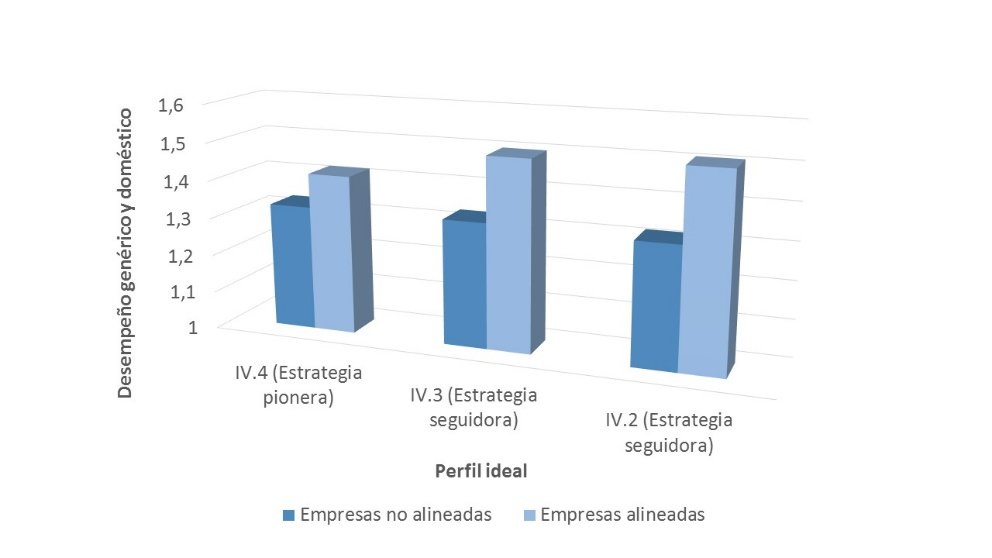 Desempeño genérico y doméstico
1,6
1,5
1,4
1,3
1,2
1,1
1
IV.4 (Estrategia
pionera)
IV.3 (Estrategia
seguidora)
IV.2 (Estrategia
seguidora)
Perfil ideal
Empresas no alineadas
Empresas alineadas